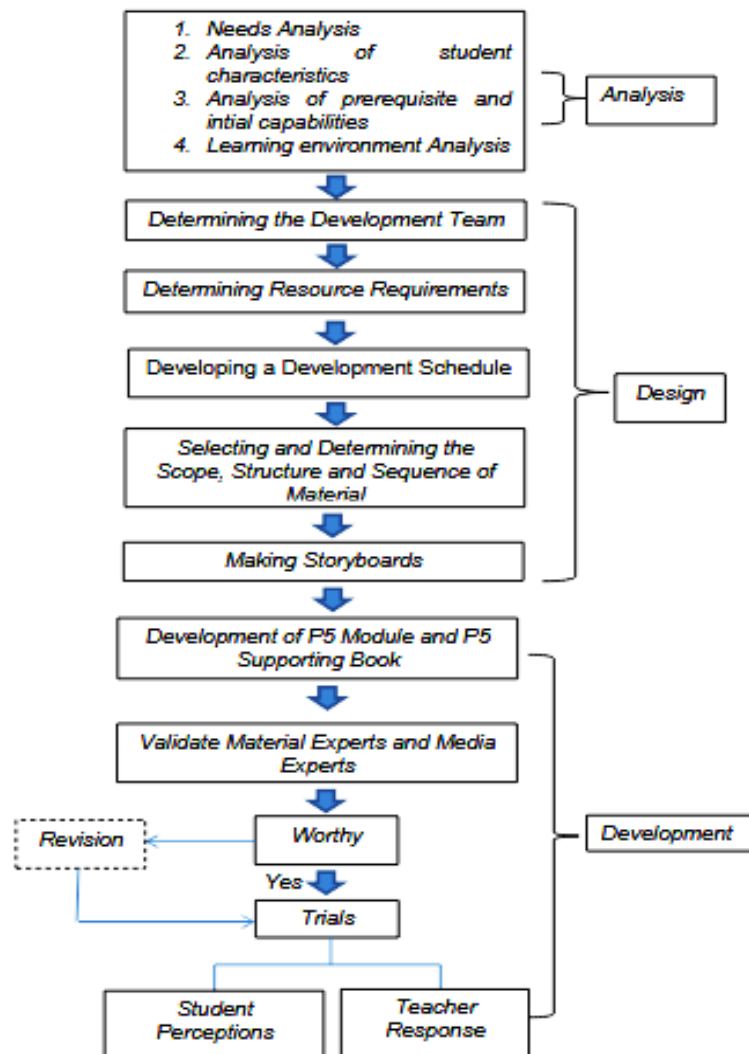 1. Needs Analysis
2. Analysis of student
characteristics
3. Analysis of prerequisite and
intial capabilities
4. Learning environment Analysis
Analysis
Determining the Development Team
Determining Resource Requirements
Developing a Development Schedule
Design
Selecting and Determining the
Scope, Structure and Sequence of
Material
Making Storyboards
Development of P5 Module and P5
Supporting Book
Validate Material Experts and Media
Experts
Revision
Worthy
Development
Yes
Trials
Student
Perceptions
Teacher
Response